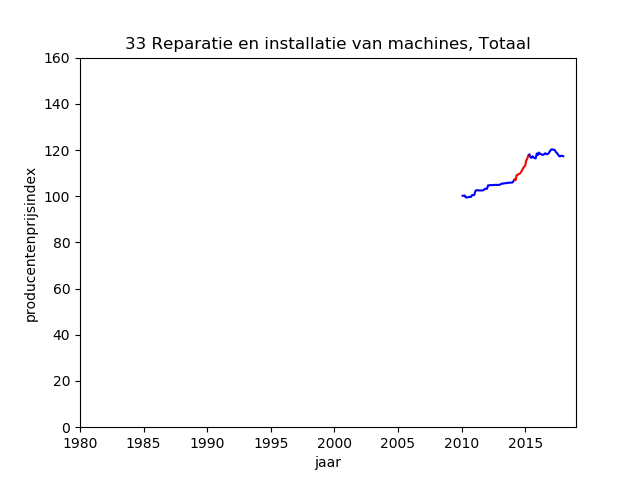 33 Reparatie en installatie van machines, Totaal
160
140
120
100
80
60
40
20
0
producentenprijsindex
1980 1985 1990 1995 2000 2005 2010 2015
jaar